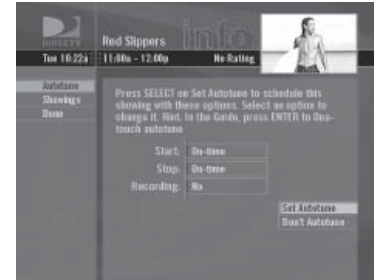 info
DIRECTV
Red Slippers
Tue 10:22a
11:00a - 12:00p
No Rating
Autotune
Showings
Done
Press SELECT on Set Autotune to schedule this
showing with these options. Select an option to
change it. Hint. In the Guide, press ENTER to One-
touch autotune
Start: On-time
Stop: On-time
Recording: No
Set Autotune
Don't Autotune